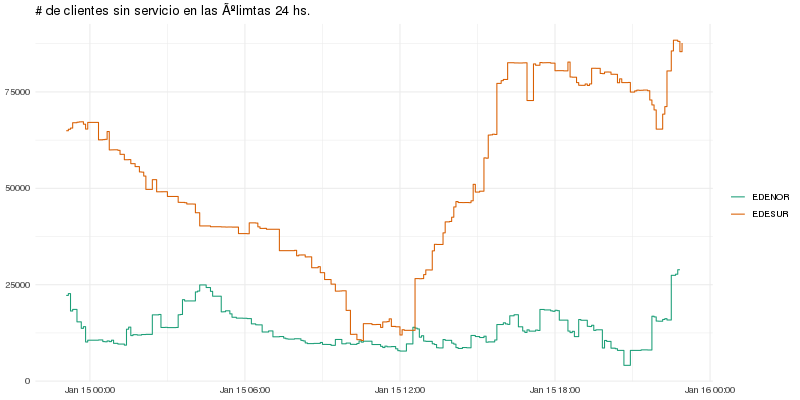 # de clientes sin servicio en las Ãºlimtas 24 hs.
75000
50000
25000
0
Jan 15 00:00
Jan 15 06:00
Jan 15 12:00
Jan 15 18:00
Jan 16 00:00
EDENOR
EDESUR